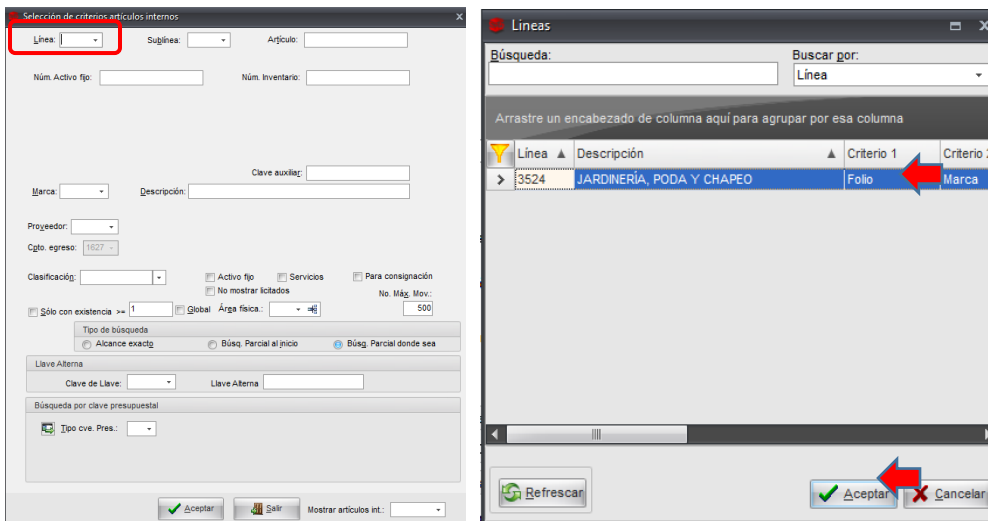 Selección de criterios artículos internos x
Línea: Sublínea: Artículo:
Núm. Activo fijo: Núm. Inventario:
Clave auxiliar:
Marca: Descripción:
Proveedor:
Cpto. egreso: 1627
Clasificación: Activo fijo Servicios Para consignación
No mostrar licitados No. Máx. Mov.:
Sólo con existencia >= 1 Global Área física.: 500
Tipo de búsqueda
Alcance exacto Búsq. Parcial al inicio Búsq. Parcial donde sea
Llave Alterna
Clave de Llave: Llave Alterna
Búsqueda por clave presupuestal
Tipo cve. Pres.:
Aceptar Salir Mostrar artículos int.:
Líneas X
Búsqueda: Buscar por:
Línea
Arrastre un encabezado de columna aquí para agrupar por esa columna
Línea Descripción Criterio 1 Criterio
3524 JARDINERÍA, PODA Y CHAPEO Folio Marca
Refrescar Aceptar Cancelar